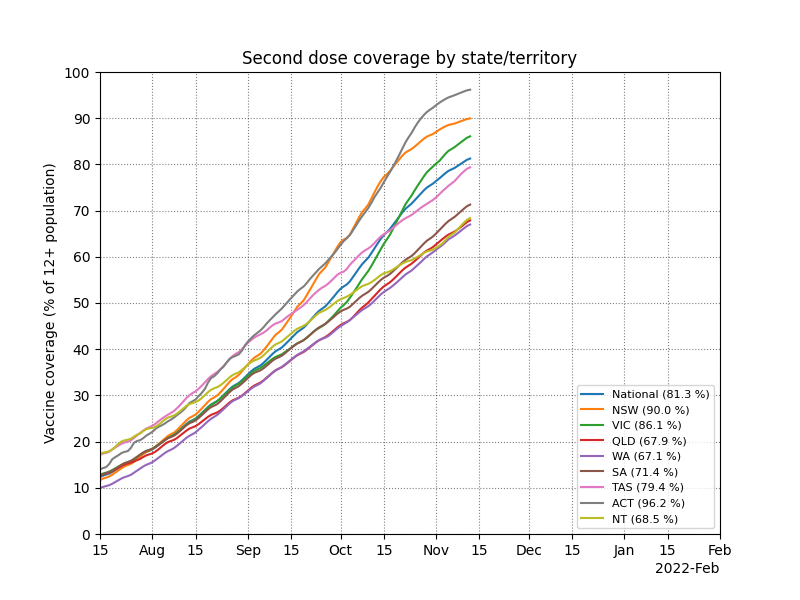 Second dose coverage by state/territory
Vaccine coverage (% of 12+ population)
100
90
80
70
60
50
40
30
20
10
0
National (81.3 %)
NSW (90.0 %)
VIC (86.1 %)
QLD (67.9 %)
WA (67.1 %)
SA (71.4 %)
TAS (79.4 %)
ACT (96.2 %)
NT (68.5 %)
15 Aug 15 Sep 15 Oct 15 Nov 15 Dec 15 Jan 15 Feb
2022-Feb